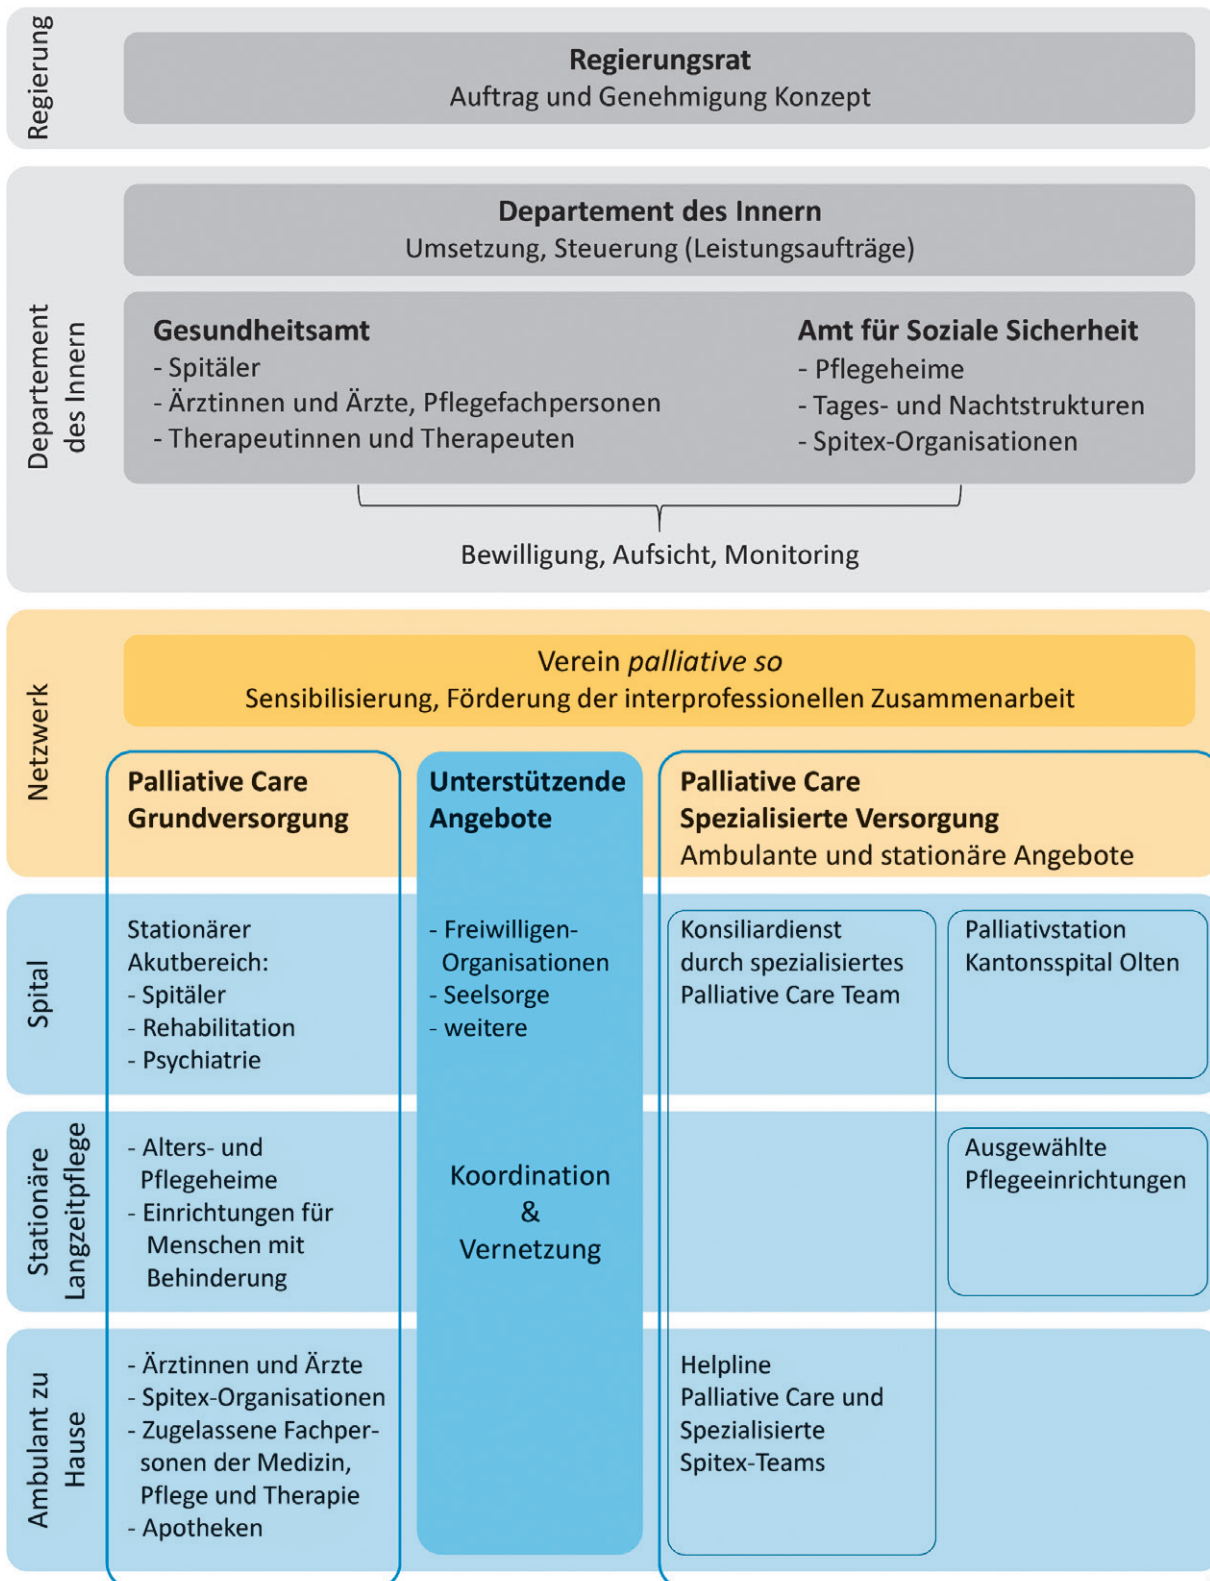 Regierung
Regierungsrat
Auftrag und Genehmigung Konzept
Departement
des Innern
Departement des Innern
Umsetzung, Steuerung (Leistungsaufträge)
Gesundheitsamt
- Spitäler
- Ärztinnen und Ärzte, Pflegefachpersonen
- Therapeutinnen und Therapeuten
Amt für Soziale Sicherheit
- Pflegeheime
- Tages- und Nachtstrukturen
- Spitex-Organisationen
Bewilligung, Aufsicht, Monitoring
Netzwerk
Verein palliative so
Sensibilisierung, Förderung der interprofessionellen Zusammenarbeit
Palliative Care
Grundversorgung
Unterstützende
Angebote
Palliative Care
Spezialisierte Versorgung
Ambulante und stationäre Angebote
Spital
Stationärer
Akutbereich:
- Spitäler
- Rehabilitation
- Psychiatrie
- Freiwilligen-
Organisationen
- Seelsorge
- weitere
Konsiliardienst
durch spezialisiertes
Palliative Care Team
Palliativstation
Kantonsspital Olten
Stationäre
Langzeitpflege
- Alters- und
Pflegeheime
- Einrichtungen für
Menschen mit
Behinderung
Koordination
&
Vernetzung
Ausgewählte
Pflegeeinrichtungen
Ambulant zu
Hause
- Ärztinnen und Ärzte
- Spitex-Organisationen
- Zugelassene Fachper-
sonen der Medizin,
Pflege und Therapie
- Apotheken
Helpline
Palliative Care und
Spezialisierte
Spitex-Teams